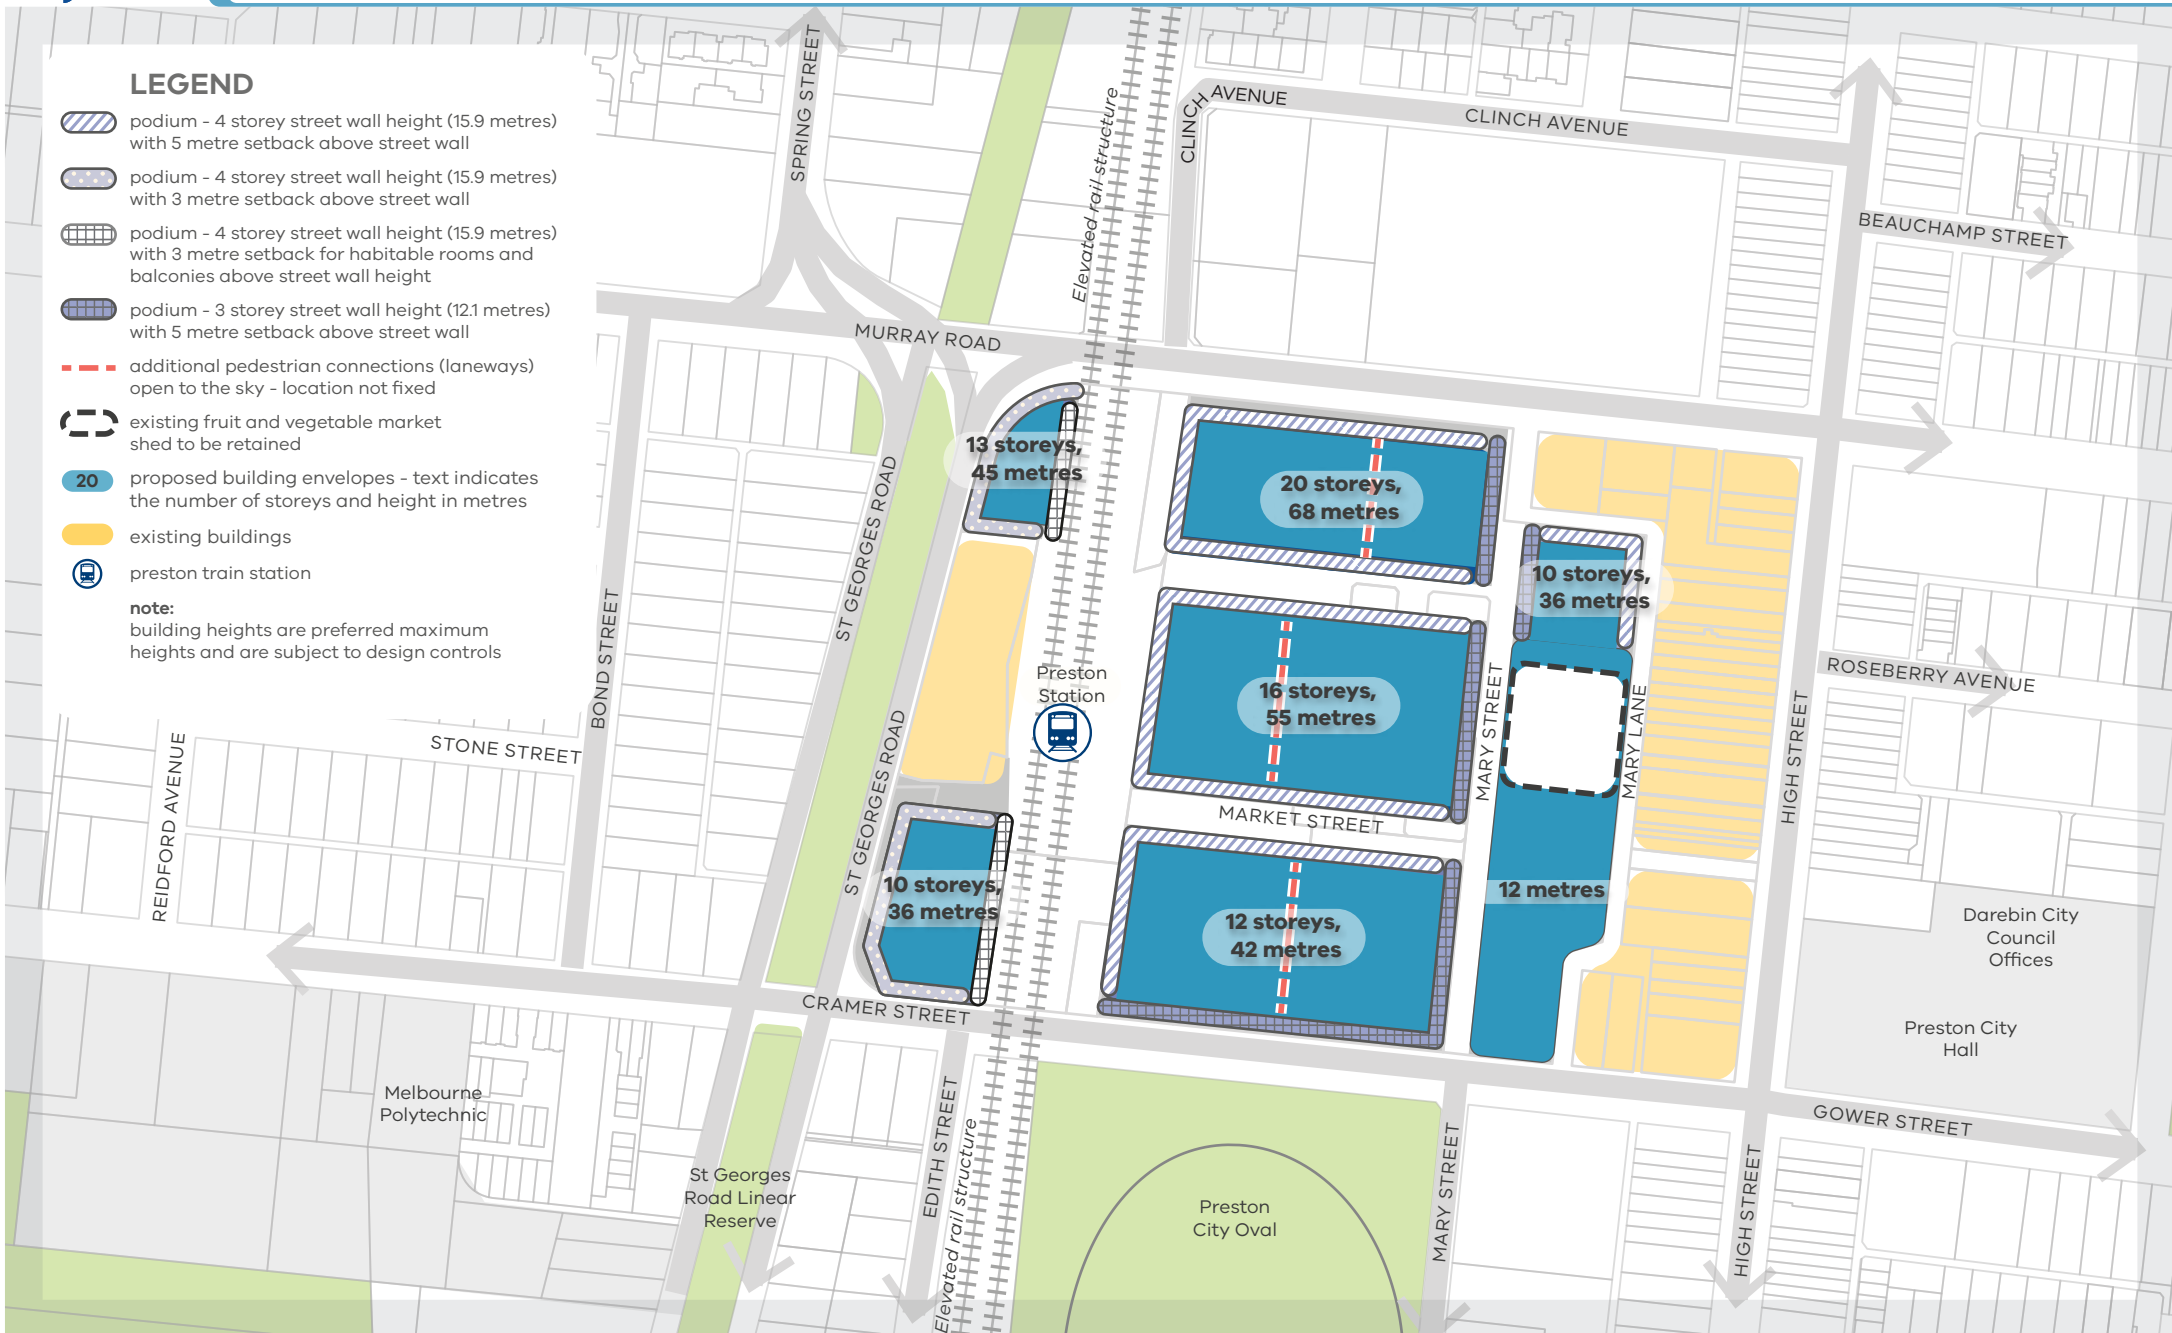 LEGEND
podium - 4 storey street wall height (15.9 metres)
with 5 metre setback above street wall
podium - 4 storey street wall height (15.9 metres)
with 3 metre setback above street wall
podium - 4 storey street wall height (15.9 metres)
with 3 metre setback for habitable rooms and
balconies above street wall height
podium - 3 storey street wall height (12.1 metres)
with 5 metre setback above street wall
additional pedestrian connections (laneways)
open to the sky - location not fixed
existing fruit and vegetable market
shed to be retained
20
proposed building envelopes - text indicates
the number of storeys and height in metres
existing buildings
preston train station
note:
building heights are preferred maximum
heights and are subject to design controls
SPRING STREET
Elevated rail structure
CLINCH
AVENUE
CLINCH AVENUE
BEAUCHAMP STREET
MURRAY ROAD
13 storeys,
45 metres
20 storeys,
68 metres
10 storeys,
36 metres
ST GEORGES ROAD
BOND STREET
Preston
Station
16 storeys,
55 metres
MARY STREET
MARY LANE
HIGH STREET
ROSEBERRY AVENUE
STONE STREET
REIDFORD AVENUE
ST GEORGES ROAD
MARKET STREET
10 storeys,
36 metres
12 storeys,
42 metres
12 metres
Darebin City
Council
Offices
Preston City
Hall
CRAMER STREET
GOWER STREET
Melbourne
Polytechnic
EDITH STREET
Elevated rail structure
St Georges
Road Linear
Reserve
Preston
City Oval
MARY STREET
HIGH STREET